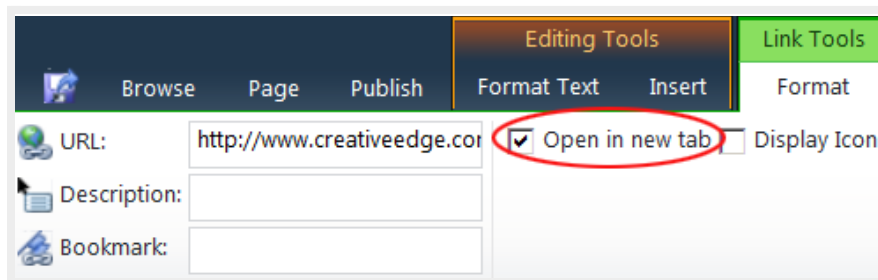 Editing Tools Link Tools
Browse Page Publish Format Text Insert Format
URL: http://www.creativeedge.cor Open in new tab Display Icon
Description:
Bookmark: